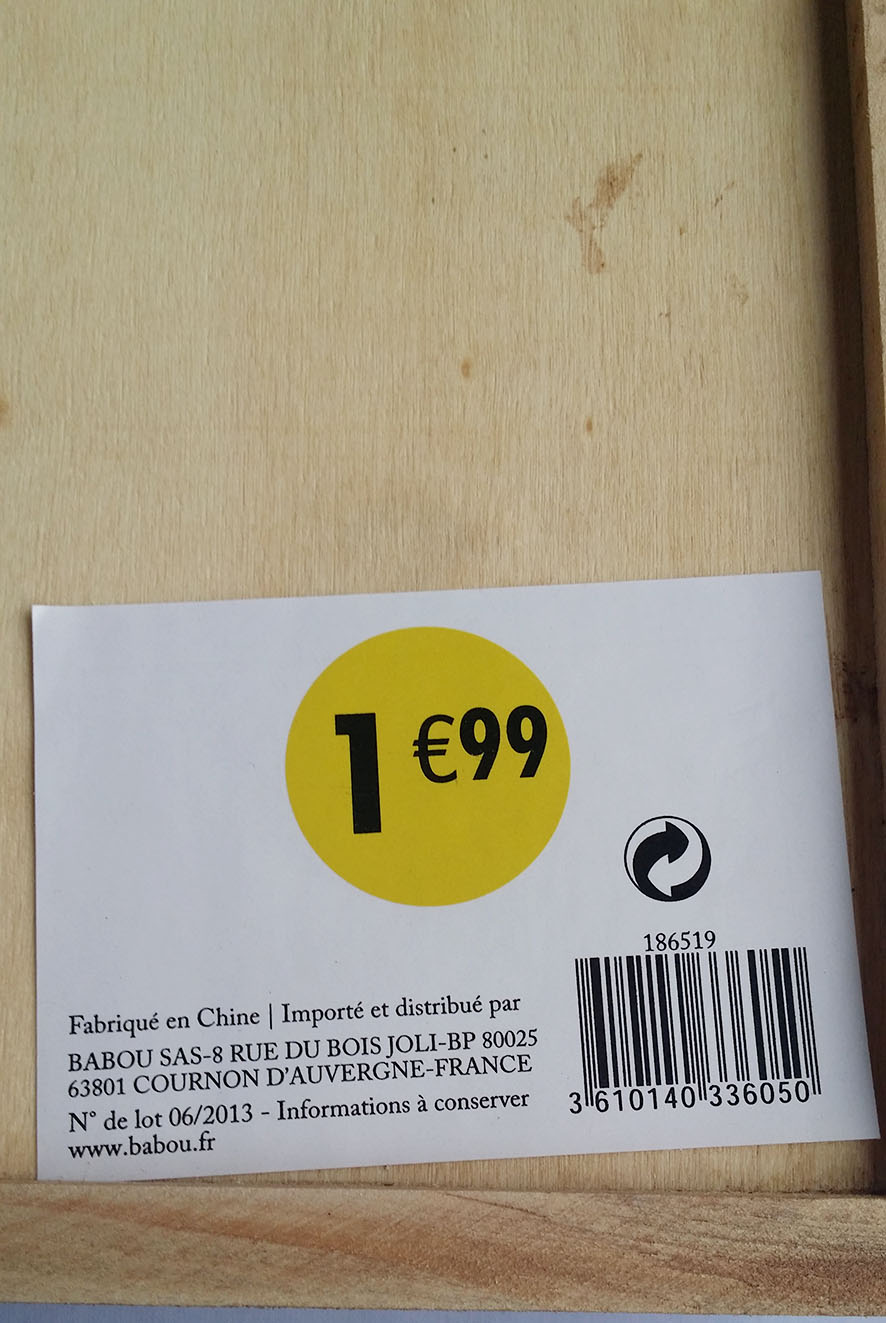 1 €99
186519
Fabriqué en Chine | Importé et distribué par
BABOU SAS-8 RUE DU BOIS JOLI-BP 80025
63801 COURNON D'AUVERGNE-FRANCE
N° de lot 06/2013 - Informations à conserver
www.babou.fr
3 610140 336050